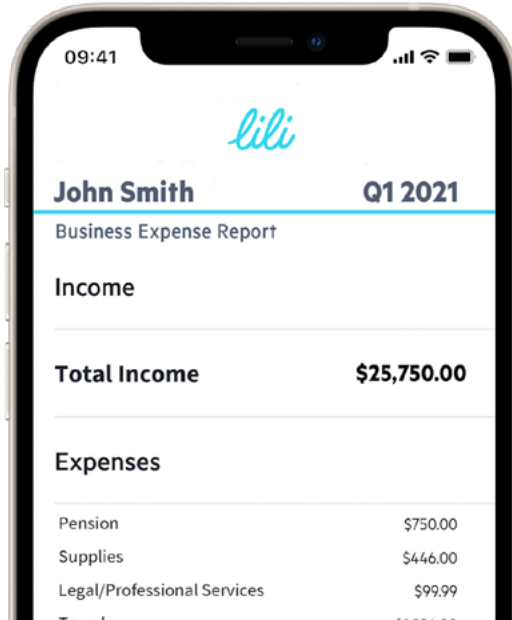 09:41
lili
John Smith Q1 2021
Business Expense Report
Income
Total Income $25,750.00
Expenses
Pension $750.00
Supplies $446.00
Legal/Professional Services $99.99